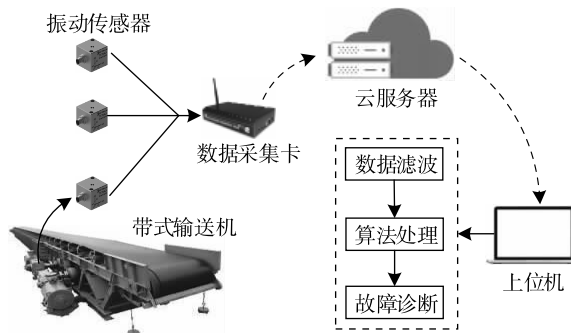 振动传感器
云服务器
数据采集卡
数据滤波
带式输送机
算法处理
上位机
故障诊断